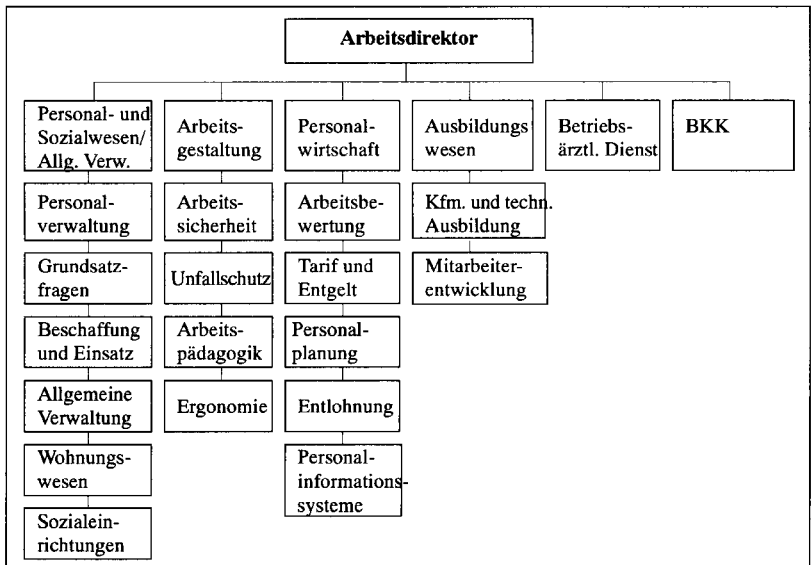 Arbeitsdirektor
Personal- und
Sozialwesen/
Allg. Verw.
Personal-
verwaltung
Grundsatz-
fragen
Beschaffung
und Einsatz
Allgemeine
Verwaltung
Wohnungs-
wesen
Sozialein-
richtungen
Arbeits-
gestaltung
Arbeits-
sicherheit
Unfallschutz
Arbeits-
pädagogik
Ergonomie
Personal-
wirtschaft
Arbeitsbe-
wertung
Tarif und
Entgelt
Personal-
planung
Entlohnung
Personal-
informations-
systeme
Ausbildungs
wesen
Kfm. und techn.
Ausbildung
Mitarbeiter-
entwicklung
Betriebs-
ärztl. Dienst
BKK